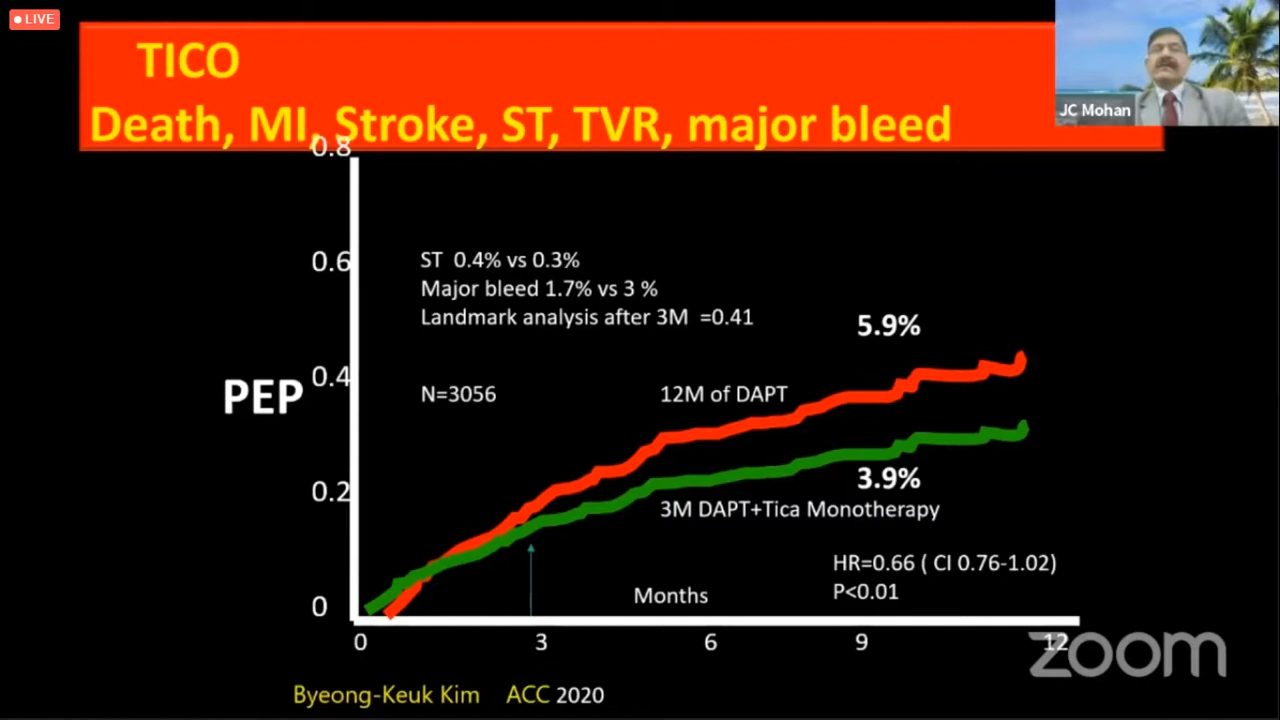 LIVE
TICO
Death, MI, Stroke, ST, TVR, major bleed
JC Mohan
0.8
0.6
0.4
0.2
0
PEP
ST 0.4% vs 0.3%
Major bleed 1.7% vs 3 %
Landmark analysis after 3M =0.41
5.9%
N=3056
12M of DAPT
3.9%
3M DAPT+Tica Monotherapy
HR=0.66 ( CI 0.76-1.02)
P<0.01
Months
0 3 6 9 12
zoom
Byeong-Keuk Kim ACC 2020